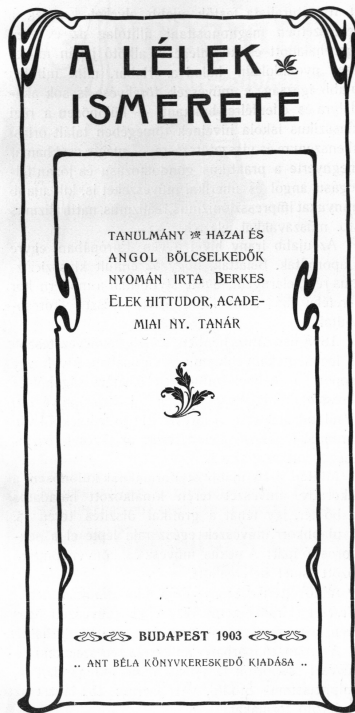 A LÉLEK
ISMERETE
TANULMÁNY HAZAI ÉS
ANGOL BÖLCSELKEDŐK
NYOMÁN IRTA BERKES
ELEK HITTUDOR, ACADE-
MIAI NY. TANÁR
BUDAPEST 1903
.. ANT BÉLA KÖNYVKERESKEDŐ KIADÁSA ..